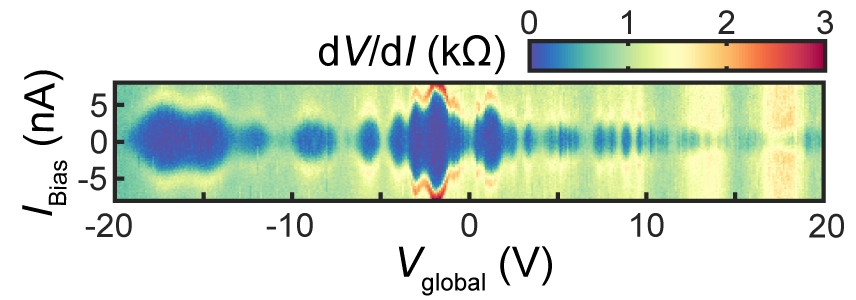 0 1 2 3
dV/dI (kΩ)
5
0
-5
I_Bias (nA)
-20 -10 0 10 20
V_global (V)